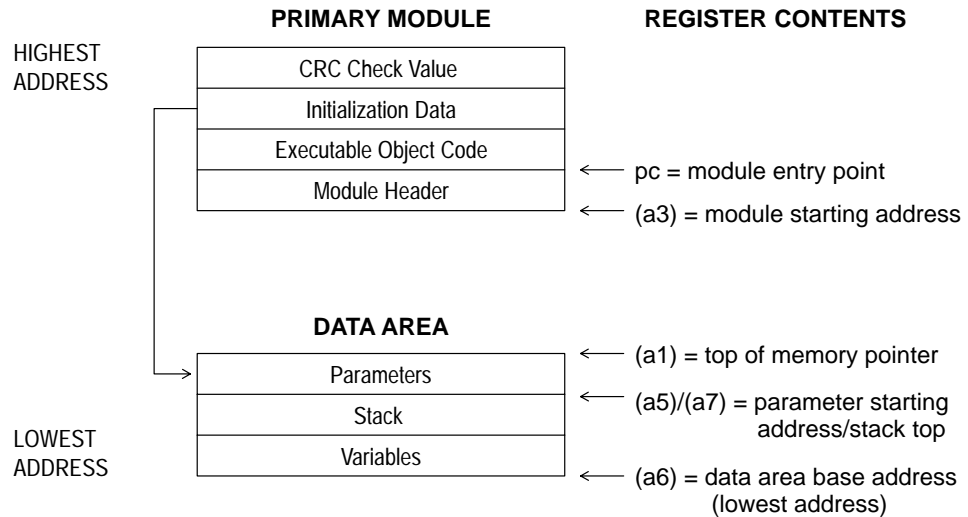 PRIMARY MODULE
REGISTER CONTENTS
HIGHEST
ADDRESS
CRC Check Value
Initialization Data
Executable Object Code
Module Header
pc = module entry point
(a3) = module starting address
DATA AREA
Parameters
Stack
Variables
(a1) = top of memory pointer
(a5)/(a7) = parameter starting
address/stack top
LOWEST
ADDRESS
(a6) = data area base address
(lowest address)